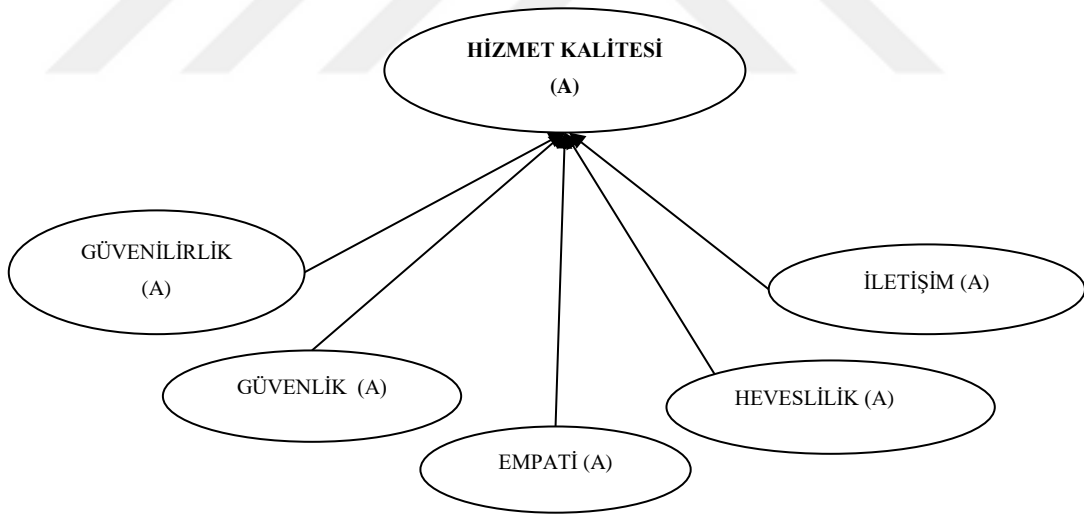 HİZMET KALİTESİ
(A)
GÜVENİLİRLİK
(A)
İLETİŞİM (A)
GÜVENLİK (A)
HEVESLİLİK (A)
EMPATİ (A)